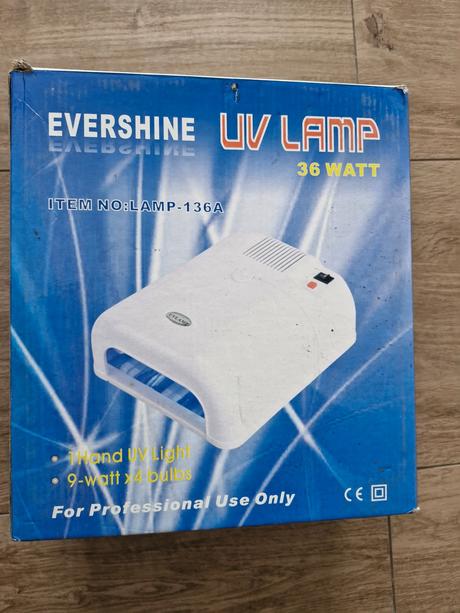 EVERSHINE
UV LAMP
36 WATT
ITEM NO:LAMP-136A
• 1Hand UV Light
• 9-watt x4 bulbs
For Professional Use Only
CE